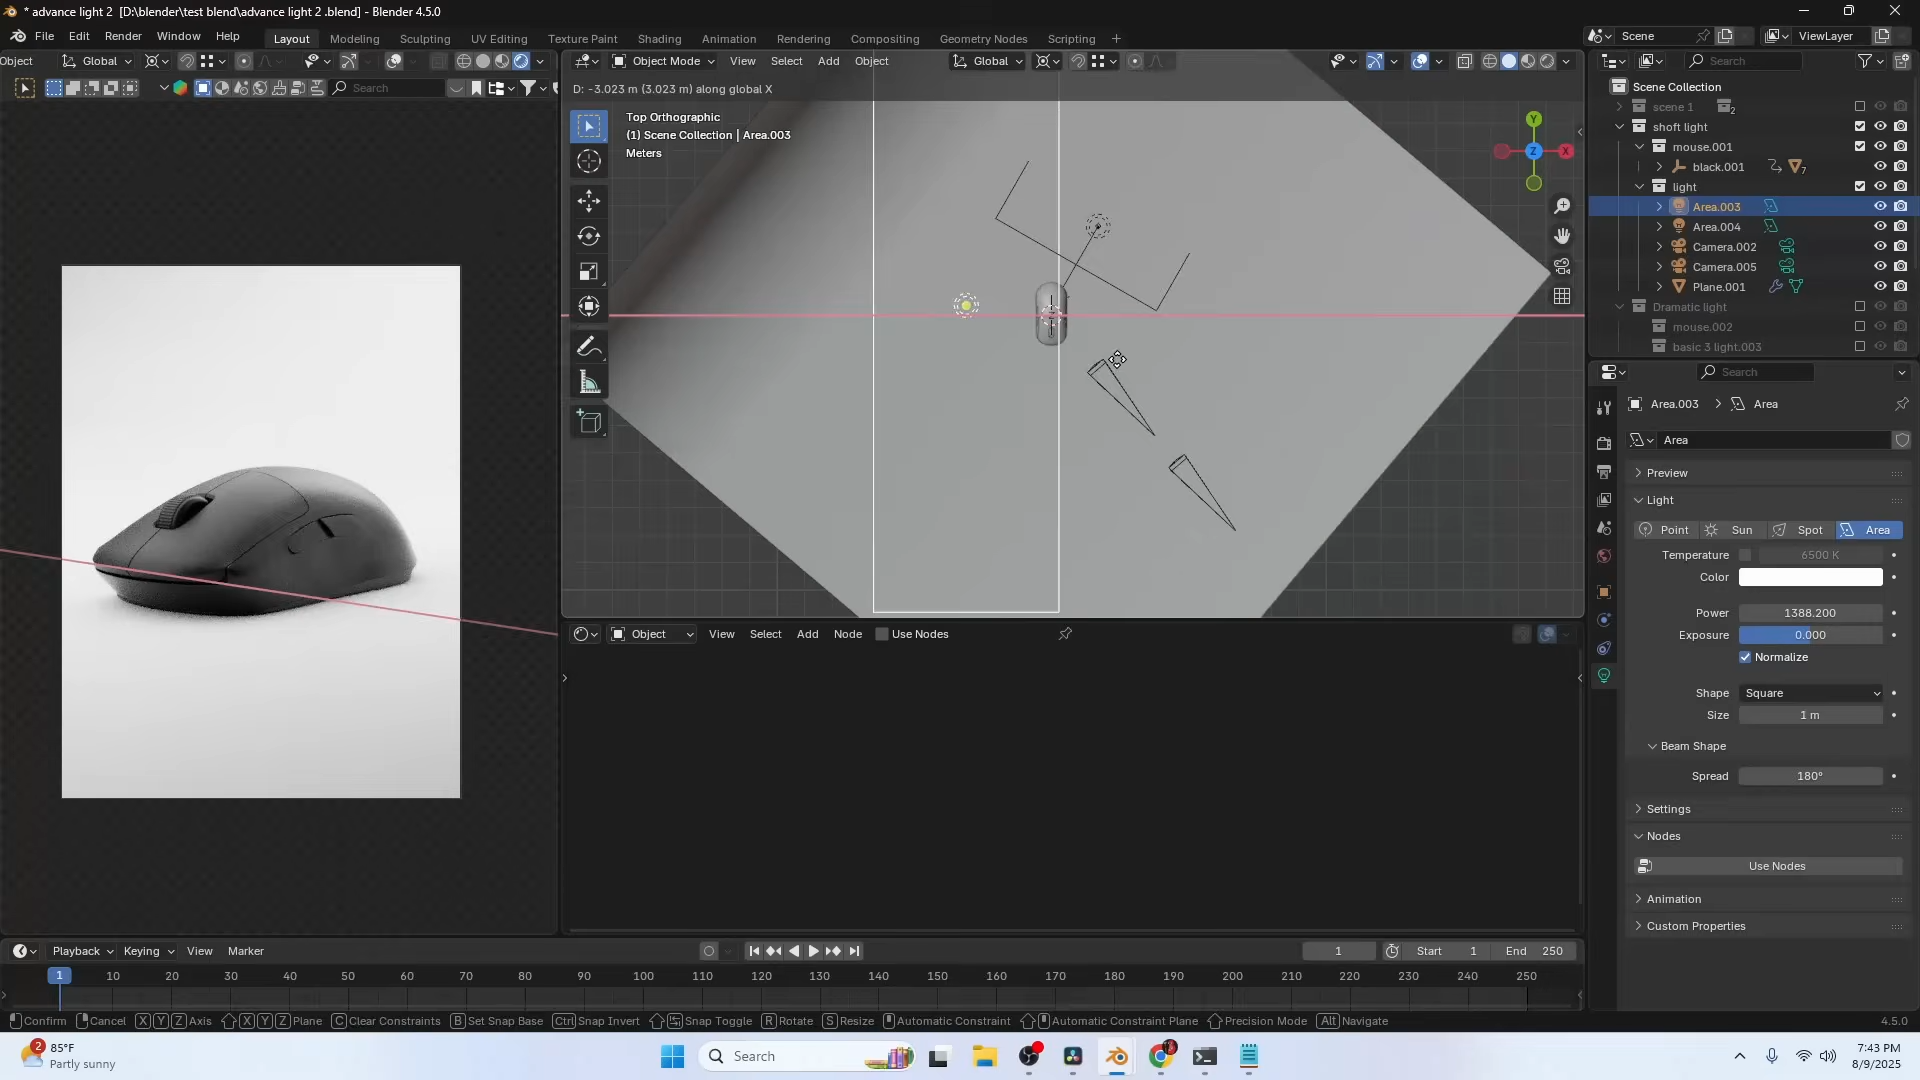 * advance light 2 [D:\blender\test blend\advance light 2 .blend] - Blender 4.5.0
File Edit Render Window Help Layout Modeling Sculpting UV Editing Texture Paint Shading Animation Rendering Compositing Geometry Nodes Scripting + Scene ViewLayer
Object Global Object Mode View Select Add Object Global Search
Search D: -3.023 m (3.023 m) along global X
Top Orthographic
(1) Scene Collection | Area.003
Meters
Y
X
Z
Scene Collection
scene 1 2
shoft light
mouse.001
black.001 7
light
Area.003
Area.004
Camera.002
Camera.005
Plane.001
Dramatic light
mouse.002
basic 3 light.003
Search
Area.003 > Area
Area
Preview
Light
Point Sun Spot Area
Temperature 6500 K
Color
Power 1388.200
Exposure 0.000
Normalize
Shape Square
Size 1 m
Beam Shape
Spread 180°
Settings
Nodes
Use Nodes
Animation
Custom Properties
Object View Select Add Node Use Nodes
Playback Keying View Marker 1 Start 1 End 250
1 10 20 30 40 50 60 70 80 90 100 110 120 130 140 150 160 170 180 190 200 210 220 230 240 250
Confirm Cancel X Y Z Axis X Y Z Plane C Clear Constraints B Set Snap Base Ctrl Snap Invert Snap Toggle R Rotate S Resize Automatic Constraint Automatic Constraint Plane Precision Mode Alt Navigate 4.5.0
2 85°F
Partly sunny
Search
7:43 PM
8/9/2025